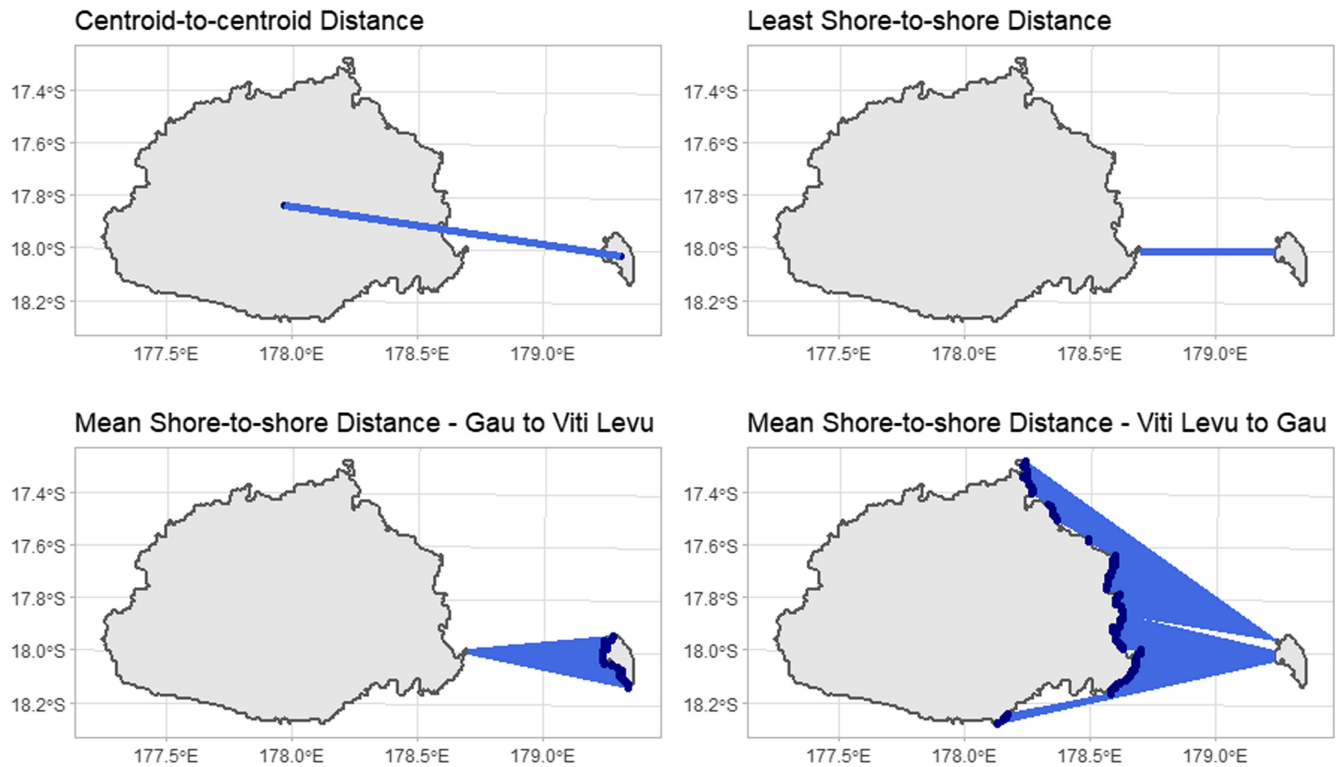 Centroid-to-centroid Distance
17.4°S
17.6°S
17.8°S
18.0°S
18.2°S
177.5°E 178.0°E 178.5°E 179.0°E
Least Shore-to-shore Distance
17.4°S
17.6°S
17.8°S
18.0°S
18.2°S
177.5°E 178.0°E 178.5°E 179.0°E
Mean Shore-to-shore Distance - Gau to Viti Levu
17.4°S
17.6°S
17.8°S
18.0°S
18.2°S
177.5°E 178.0°E 178.5°E 179.0°E
Mean Shore-to-shore Distance - Viti Levu to Gau
17.4°S
17.6°S
17.8°S
18.0°S
18.2°S
177.5°E 178.0°E 178.5°E 179.0°E